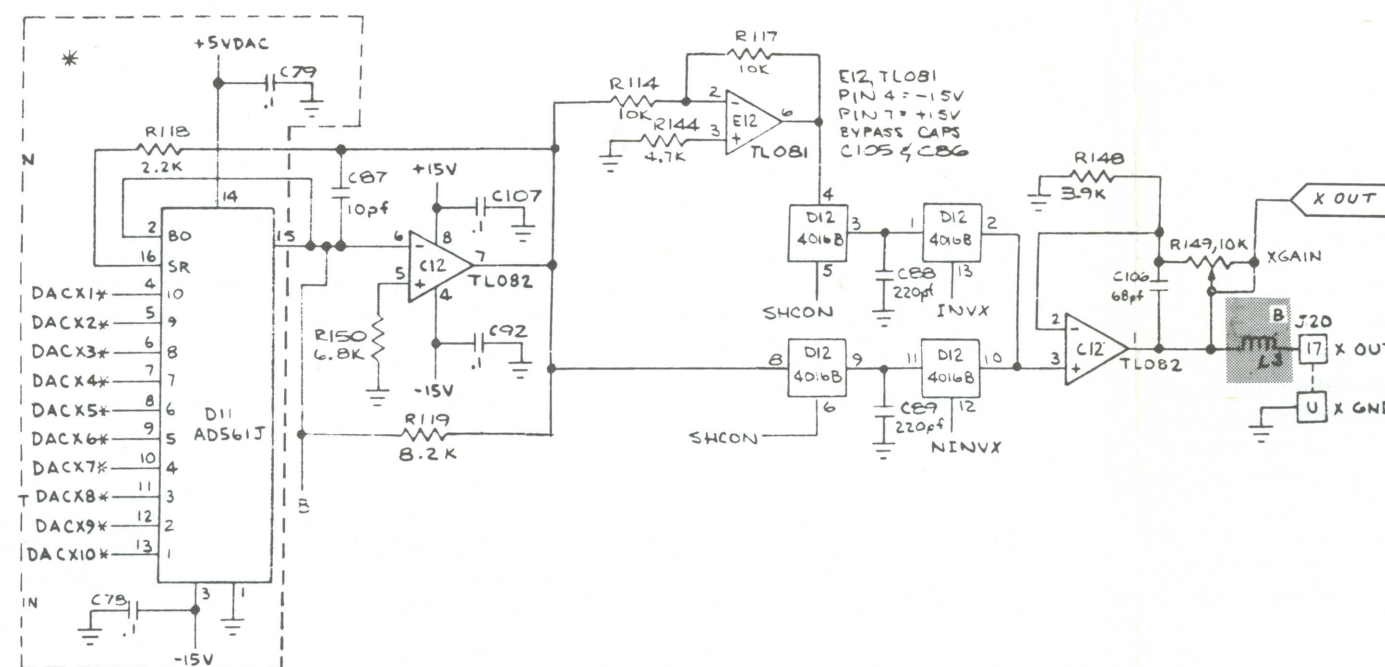 *
+5VDAC
C79
.1
R118
2.2K
N
C87
10pf
14
2
BO
15
16
SR
4
10
DACX1*
5
9
DACX2*
6
8
DACX3*
7
7
DACX4*
8
6
DACX5*
9
5
DACX6*
10
4
DACX7*
11
3
T
DACX8*
12
2
DACX9*
13
1
DACX10*
D11
AD561J
N
C78
.1
3
1
-15V
+15V
C107
.1
6
-
8
7
C12
5
+
4
TL082
R150
6.8K
C92
.1
-15V
R119
8.2K
B
R117
10K
R114
10K
2
-
6
E12
3
+
R144
4.7K
TL081
E12, TL081
PIN 4 = -15V
PIN 7 = +15V
BYPASS CAPS
C105 & C86
4
D12
4016B
3
5
SHCON
C88
220pf
1
D12
4016B
2
13
INVX
8
D12
4016B
9
6
SHCON
C89
220pf
11
D12
4016B
10
12
NINVX
R148
3.9K
X OUT
R149, 10K
XGAIN
C106
68pf
2
-
1
C12
3
+
TL082
B
L3
J20
17
X OUT
U
X GND